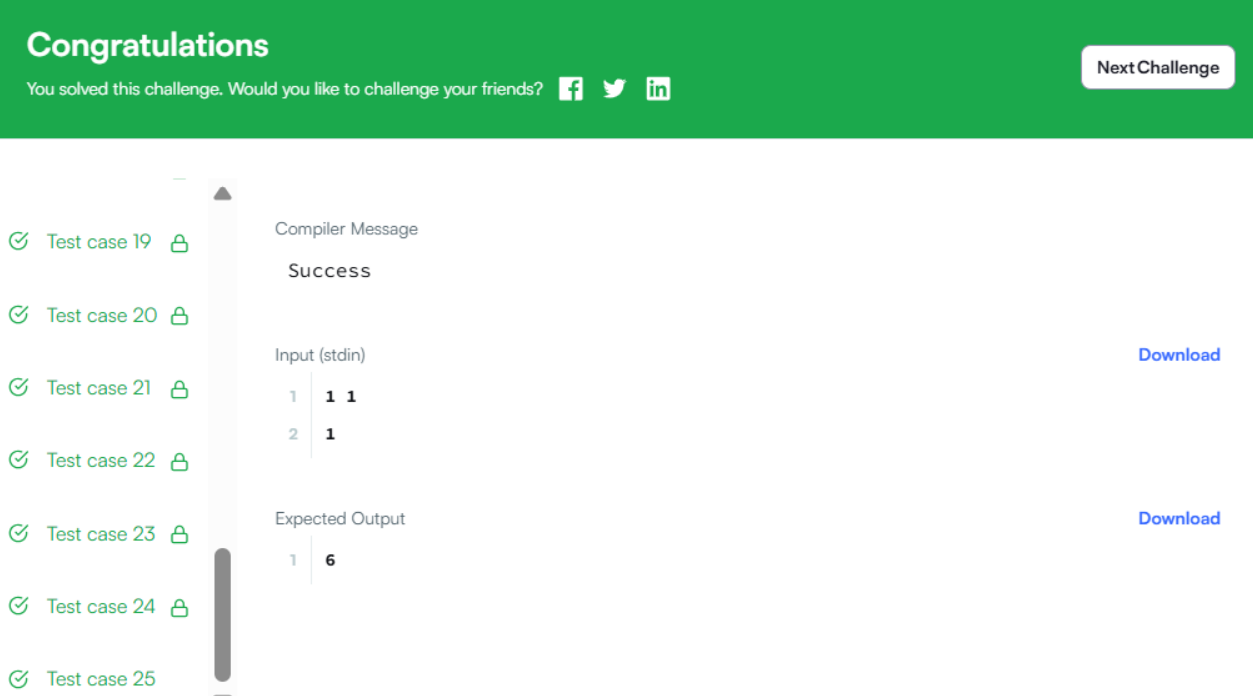 Congratulations
You solved this challenge. Would you like to challenge your friends?
Next Challenge
Test case 19
Test case 20
Test case 21
Test case 22
Test case 23
Test case 24
Test case 25
Compiler Message
Success
Input (stdin)
Download
1 1 1
2 1
Expected Output
Download
1 6